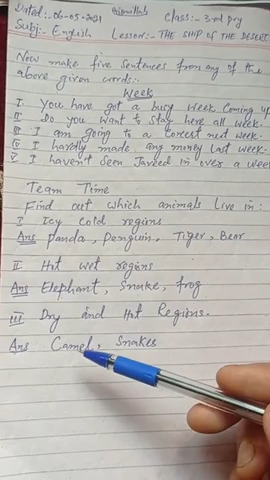 Dated:- 06-05-2021 Class:- 3rd pry
Subj:- English Lesson:- THE SHIP OF THE DESERT
Now make five Sentences from any of the
above given words:-
Week
I. You have got a busy week Coming up
II Do you want to stay here all week.
III I am going to a Concert next week.
IV I hardly made any money last week.
V I haven't Seen Javeed in over a week
Team Time
Find out which animals live in:
I Icy Cold regions
Ans Panda, Penguin, Tiger, Bear
II Hot wet regions
Ans Elephant, Snake, frog
III Dry and Hot Regions.
Ans Camel, Snakes